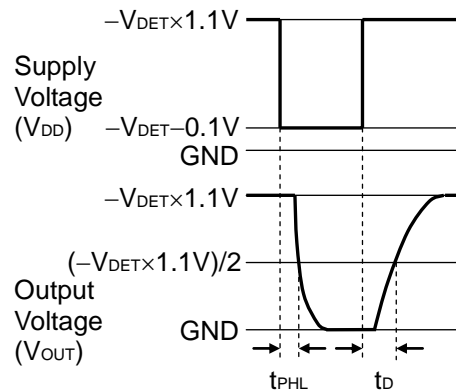 −VDET×1.1V
Supply
Voltage
(VDD)
−VDET−0.1V
GND
−VDET×1.1V
(−VDET×1.1V)/2
Output
Voltage
(VOUT)
GND
tPHL
tD